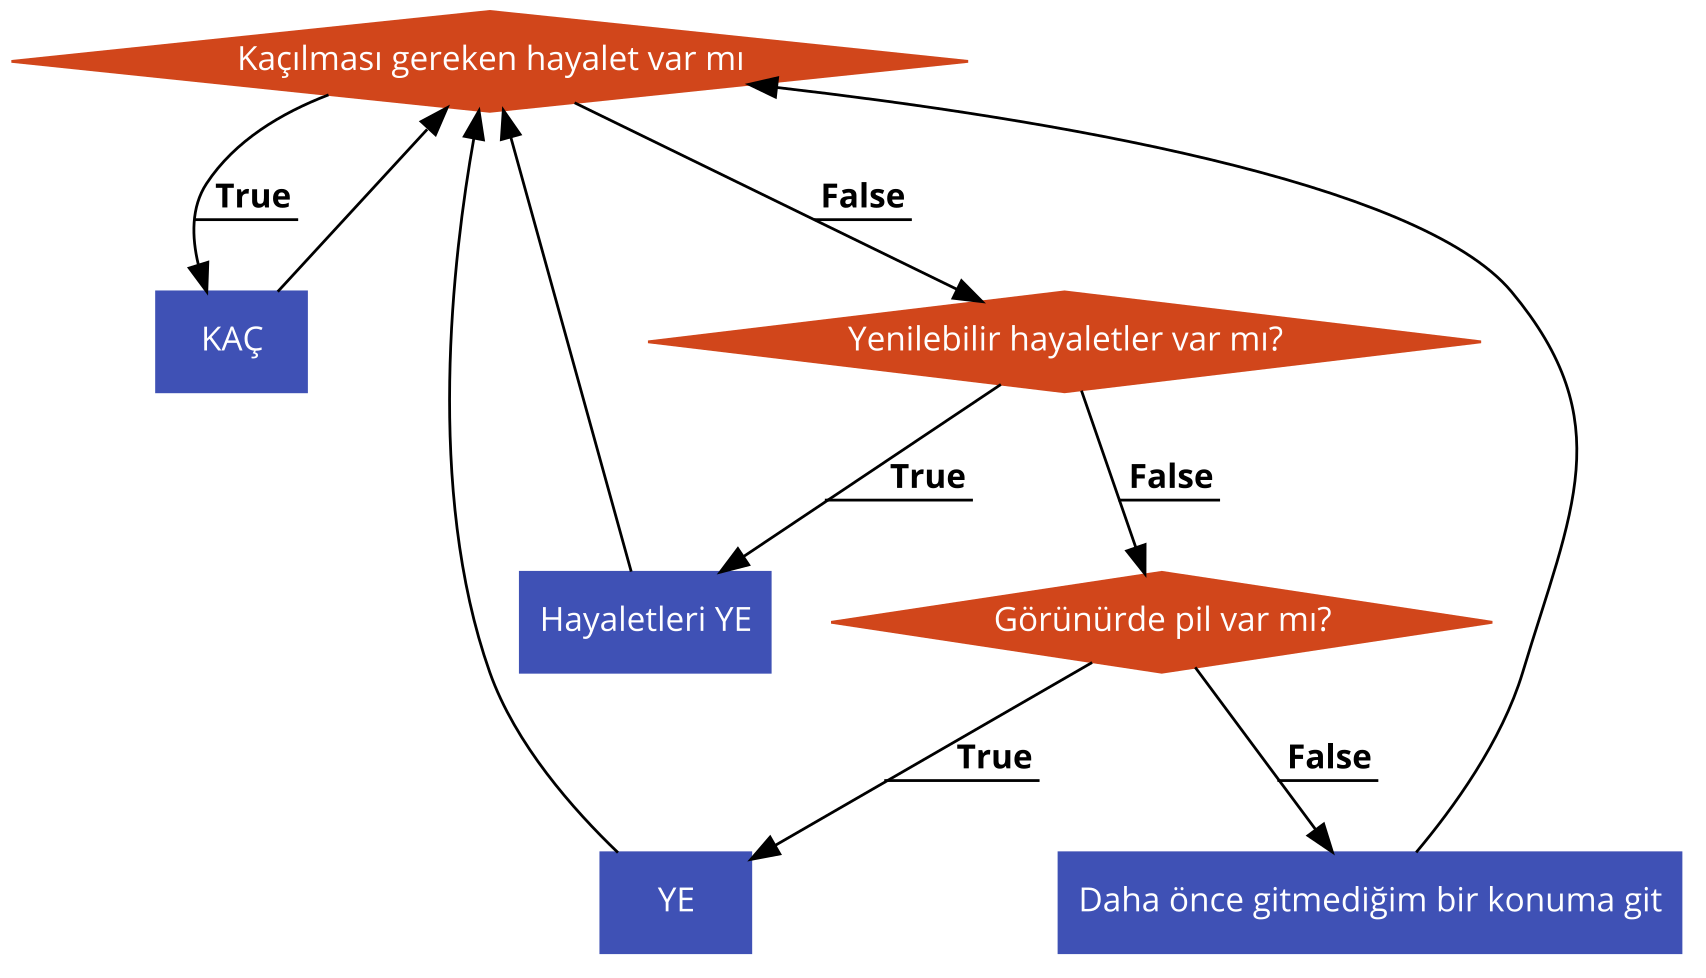 Kaçılması gereken hayalet var mı
True
False
KAÇ
Yenilebilir hayaletler var mı?
True
False
Hayaletleri YE
Görünürde pil var mı?
True
False
YE
Daha önce gitmediğim bir konuma git